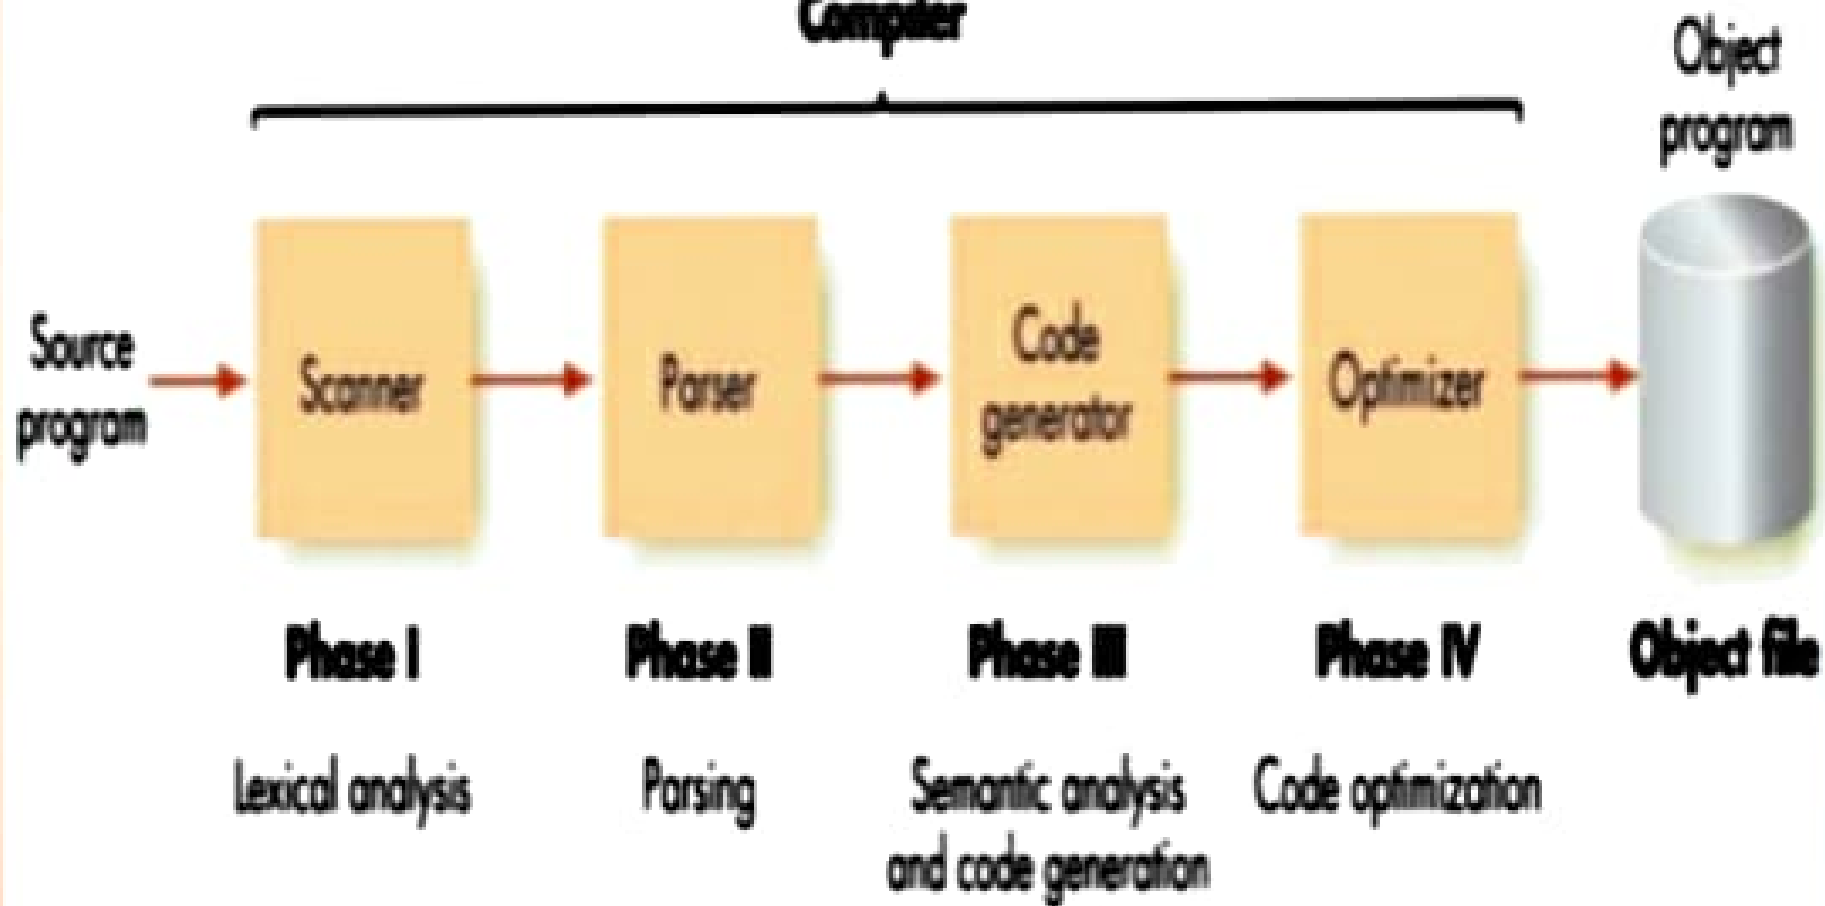 Compiler
Object
program
Source
program
Scanner
Parser
Code
generator
Optimizer
Phase I
Phase II
Phase III
Phase IV
Object file
Lexical analysis
Parsing
Semantic analysis
and code generation
Code optimization